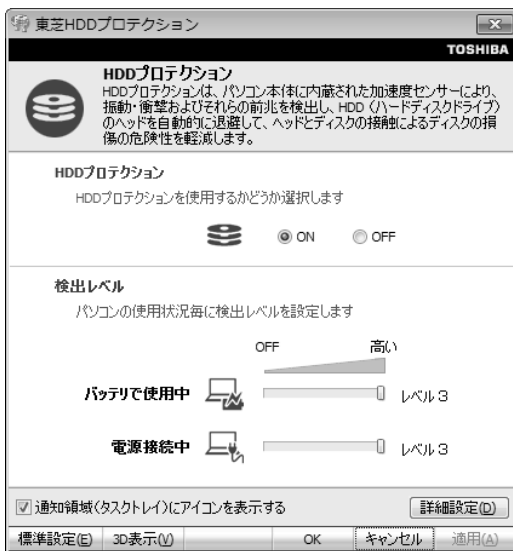 東芝HDDプロテクション
TOSHIBA
HDDプロテクション
HDDプロテクションは、パソコン本体に内蔵された加速度センサーにより、
振動・衝撃およびそれらの前兆を検出し、HDD（ハードディスクドライブ）
のヘッドを自動的に退避して、ヘッドとディスクの接触によるディスクの損
傷の危険性を軽減します。
HDDプロテクション
HDDプロテクションを使用するかどうか選択します
ON OFF
検出レベル
パソコンの使用状況毎に検出レベルを設定します
OFF 高い
バッテリで使用中 レベル3
電源接続中 レベル3
通知領域(タスクトレイ)にアイコンを表示する 詳細設定(D)
標準設定(E) 3D表示(V) OK キャンセル 適用(A)